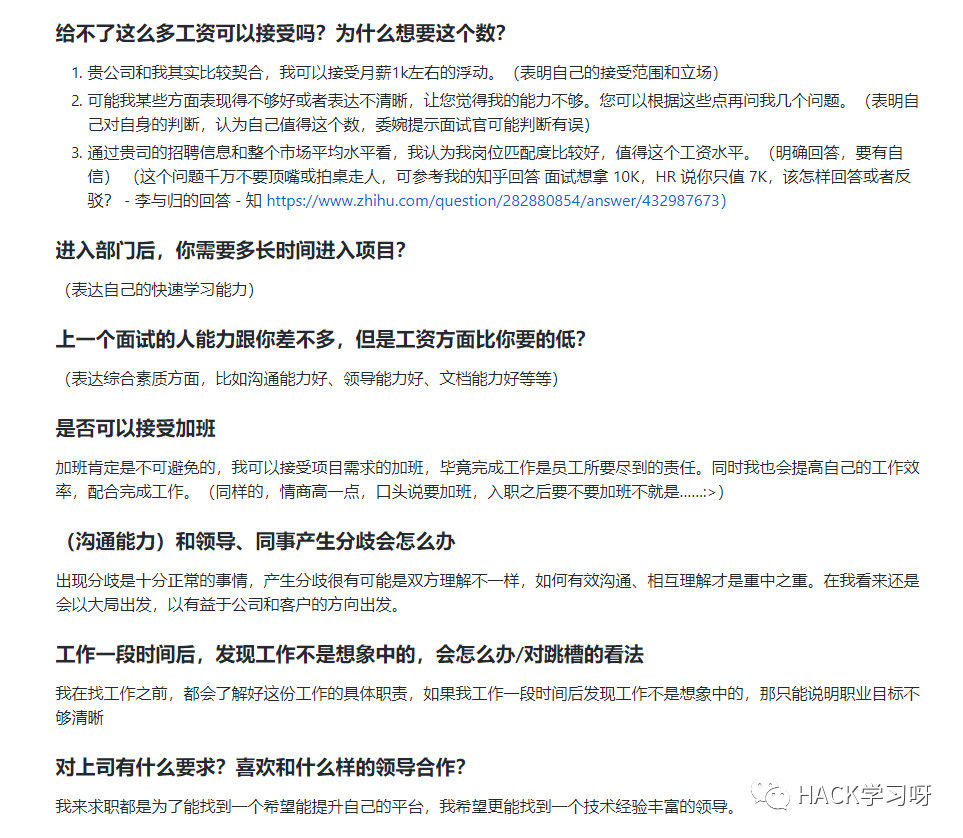 给不了这么多工资可以接受吗？为什么想要这个数？
1. 贵公司和我其实比较契合，我可以接受月薪1k左右的浮动。（表明自己的接受范围和立场）
2. 可能我某些方面表现得不够好或者表达不清晰，让您觉得我的能力不够。您可以根据这些点再问我几个问题。（表明自
己对自身的判断，认为自己值得这个数，委婉提示面试官可能判断有误）
3. 通过贵司的招聘信息和整个市场平均水平看，我认为我岗位匹配度比较好，值得这个工资水平。（明确回答，要有自
信）（这个问题千万不要顶嘴或拍桌走人，可参考我的知乎回答 面试想拿 10K，HR 说你只值 7K，该怎样回答或者反
驳？ - 李与归的回答 - 知 https://www.zhihu.com/question/282880854/answer/432987673）
进入部门后，你需要多长时间进入项目？
（表达自己的快速学习能力）
上一个面试的人能力跟你差不多，但是工资方面比你要的低？
（表达综合素质方面，比如沟通能力好、领导能力好、文档能力好等等）
是否可以接受加班
加班肯定是不可避免的，我可以接受项目需求的加班，毕竟完成工作是员工所要尽到的责任。同时我也会提高自己的工作效
率，配合完成工作。（同样的，情商高一点，口头说要加班，入职之后要不要加班不就是......:>）
（沟通能力）和领导、同事产生分歧会怎么办
出现分歧是十分正常的事情，产生分歧很有可能是双方理解不一样，如何有效沟通、相互理解才是重中之重。在我看来还是
会以大局出发，以有益于公司和客户的方向出发。
工作一段时间后，发现工作不是想象中的，会怎么办/对跳槽的看法
我在找工作之前，都会了解好这份工作的具体职责，如果我工作一段时间后发现工作不是想象中的，那只能说明职业目标不
够清晰
对上司有什么要求？喜欢和什么样的领导合作？
我来求职都是为了能找到一个希望能提升自己的平台，我希望更能找到一个技术经验丰富的领导。
HACK学习呀